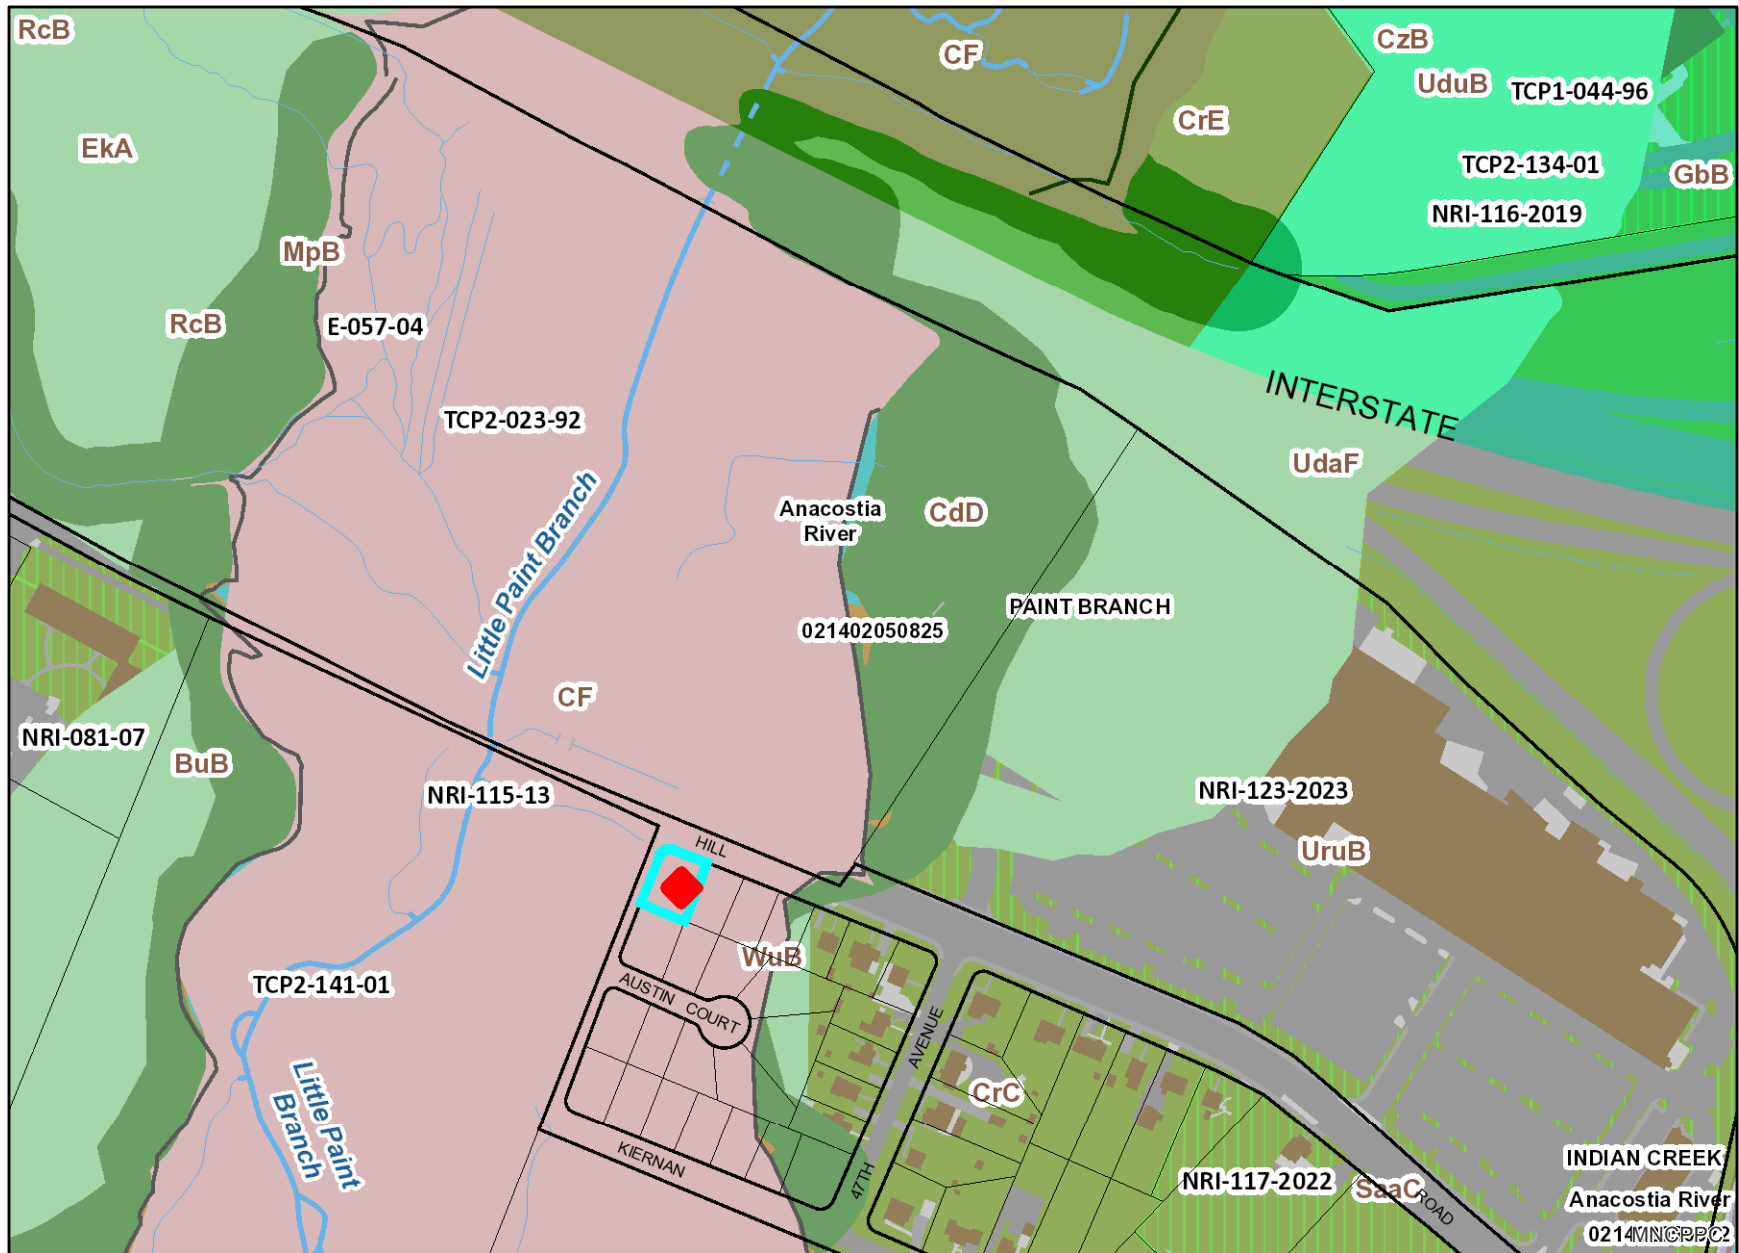 RcB
CF
CzB
UduB
TCP1-044-96
CrE
EkA
TCP2-134-01
GbB
NRI-116-2019
MpB
RcB
E-057-04
INTERSTATE
TCP2-023-92
UdaF
Anacostia
River
CdD
Little Paint Branch
PAINT BRANCH
021402050825
CF
NRI-081-07
BuB
NRI-115-13
NRI-123-2023
HILL
UruB
WuB
TCP2-141-01
AUSTIN COURT
AVENUE
CrC
Little Paint
Branch
KIERNAN
47TH
NRI-117-2022
SaaC
ROAD
INDIAN CREEK
Anacostia River
MNCPPC